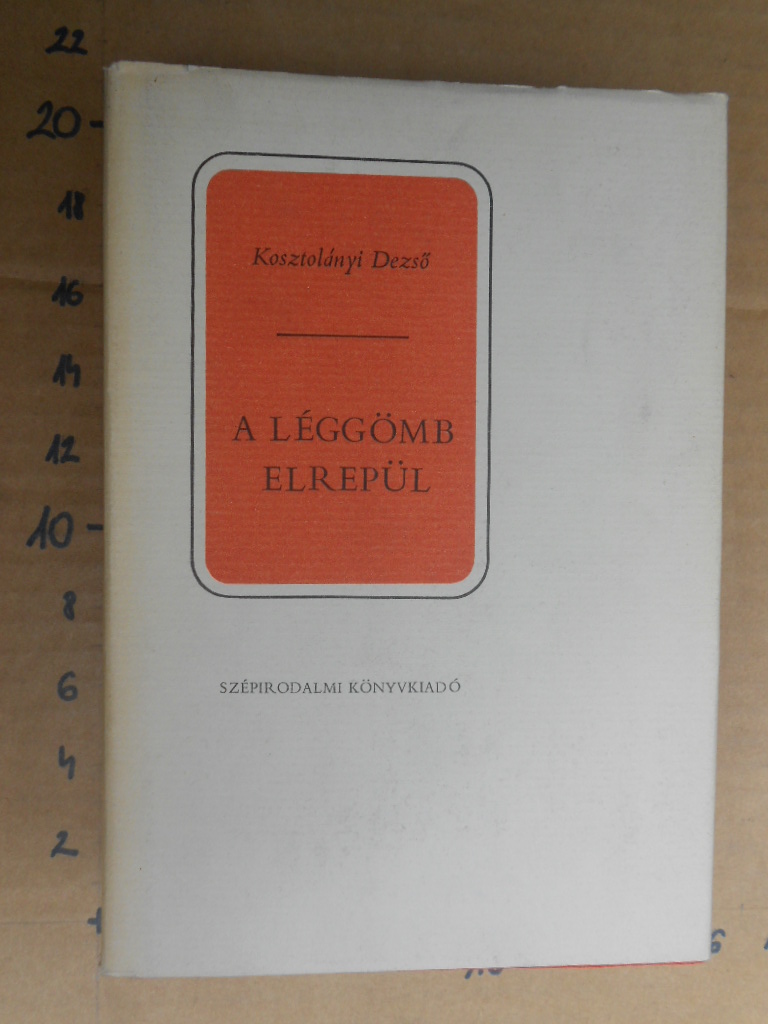 22
20-
18
16
14
12
10-
8
6
4
2
Kosztolányi Dezső
A LÉGGÖMB
ELREPÜL
SZÉPIRODALMI KÖNYVKIADÓ